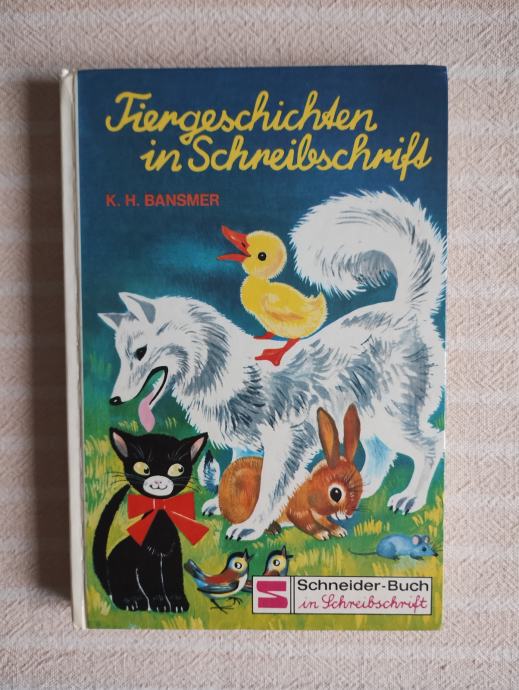 Tiergeschichten
in Schreibschrift
K. H. BANSMER
Schneider-Buch
in Schreibschrift